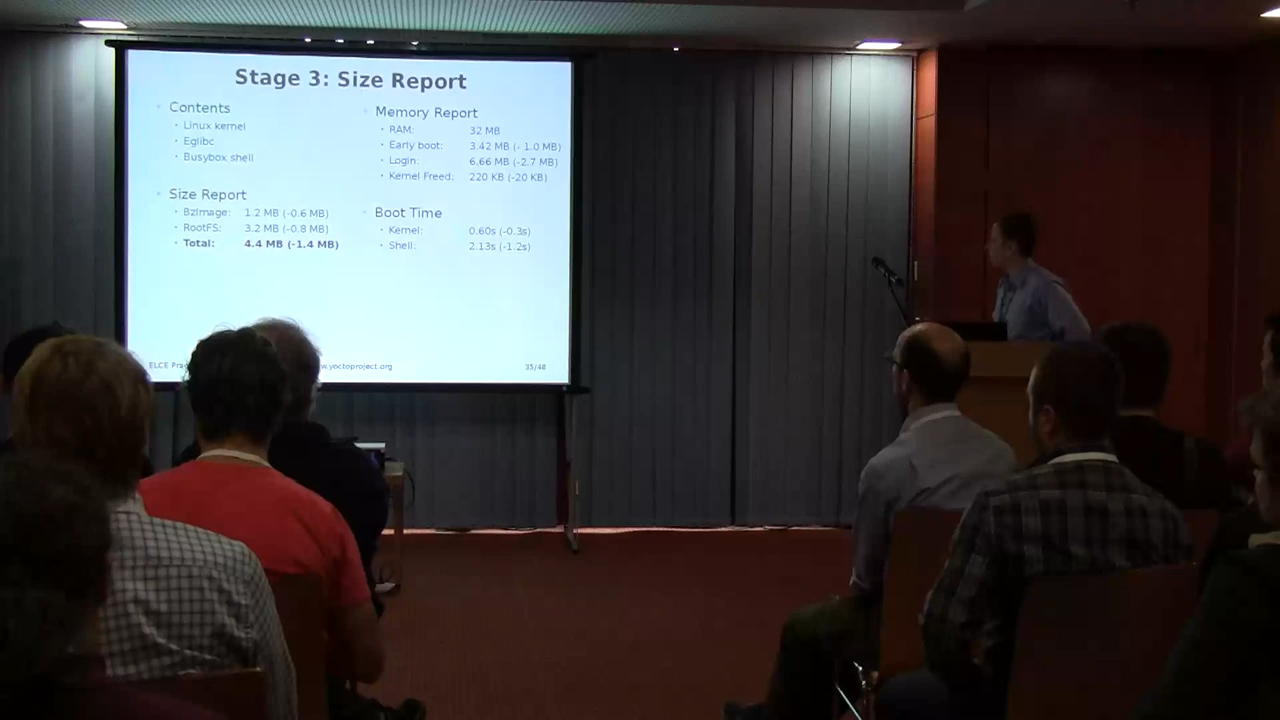 Stage 3: Size Report
Contents
Linux kernel
Eglibc
Busybox shell
Size Report
BzImage: 1.2 MB (-0.6 MB)
RootFS: 3.2 MB (-0.8 MB)
Total: 4.4 MB (-1.4 MB)
Memory Report
RAM: 32 MB
Early boot: 3.42 MB (- 1.0 MB)
Login: 6.66 MB (-2.7 MB)
Kernel Freed: 220 KB (-20 KB)
Boot Time
Kernel: 0.60s (-0.3s)
Shell: 2.13s (-1.2s)
ELCE w.yoctoproject.org 35/48